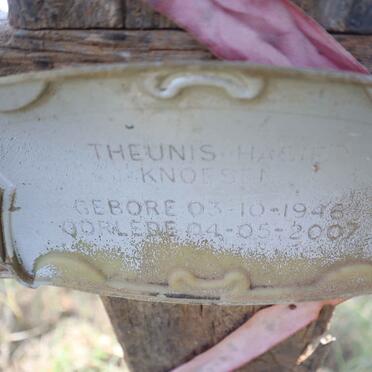 THEUNIS
KNOESEN
GEBORE 03-10-1946
OORLEDE 04-05-2007